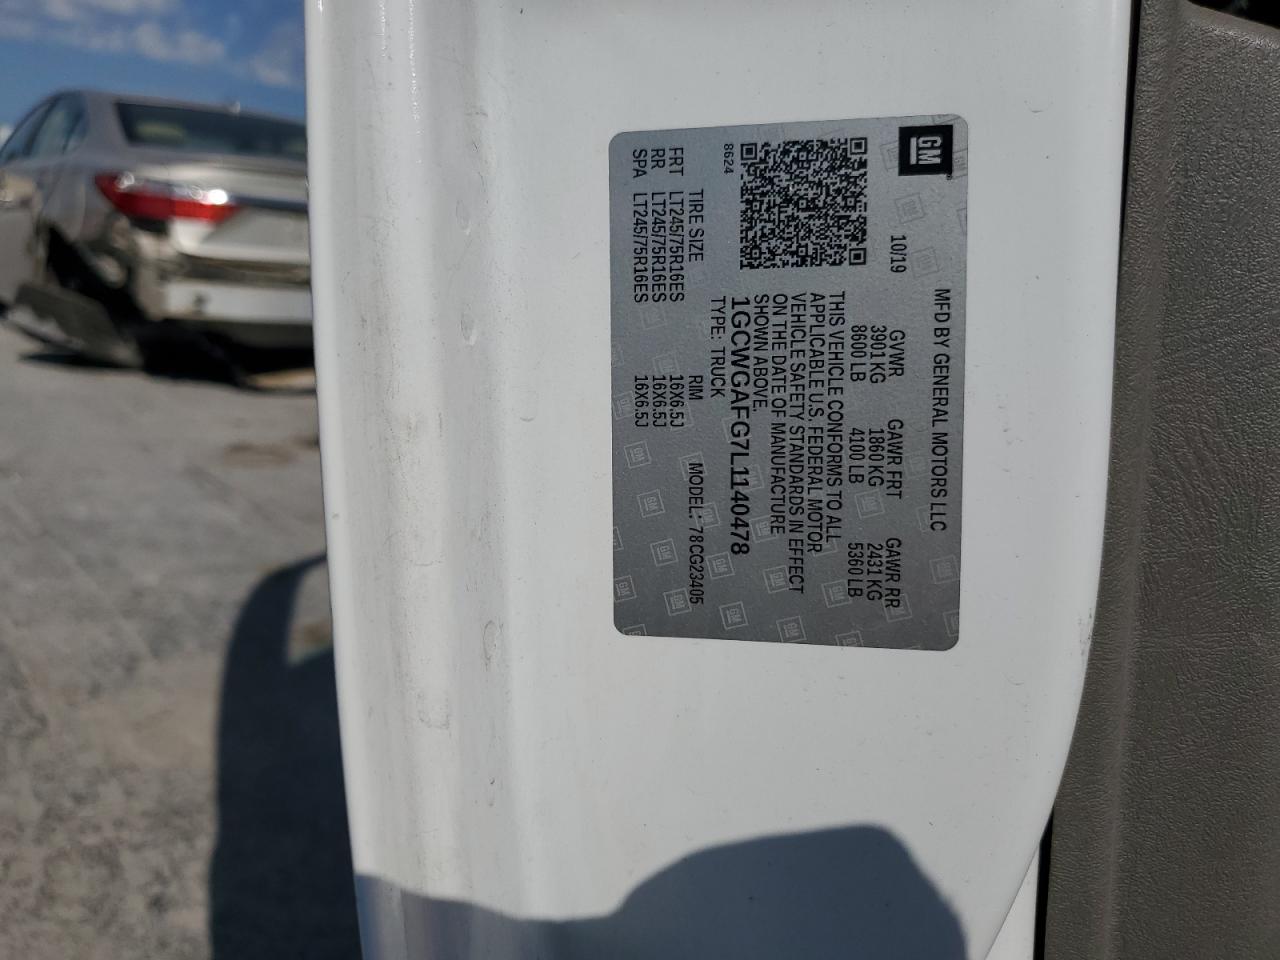 GM
MFD BY GENERAL MOTORS LLC
10/19 GVWR GAWR FRT GAWR RR
3901 KG 1860 KG 2431 KG
8600 LB 4100 LB 5360 LB
THIS VEHICLE CONFORMS TO ALL
APPLICABLE U.S. FEDERAL MOTOR
VEHICLE SAFETY STANDARDS IN EFFECT
ON THE DATE OF MANUFACTURE
SHOWN ABOVE.
8624
1GCWGAFG7L1140478
TYPE: TRUCK MODEL: 78CG23405
TIRE SIZE RIM
FRT LT245/75R16ES 16X6.5J
RR LT245/75R16ES 16X6.5J
SPA LT245/75R16ES 16X6.5J